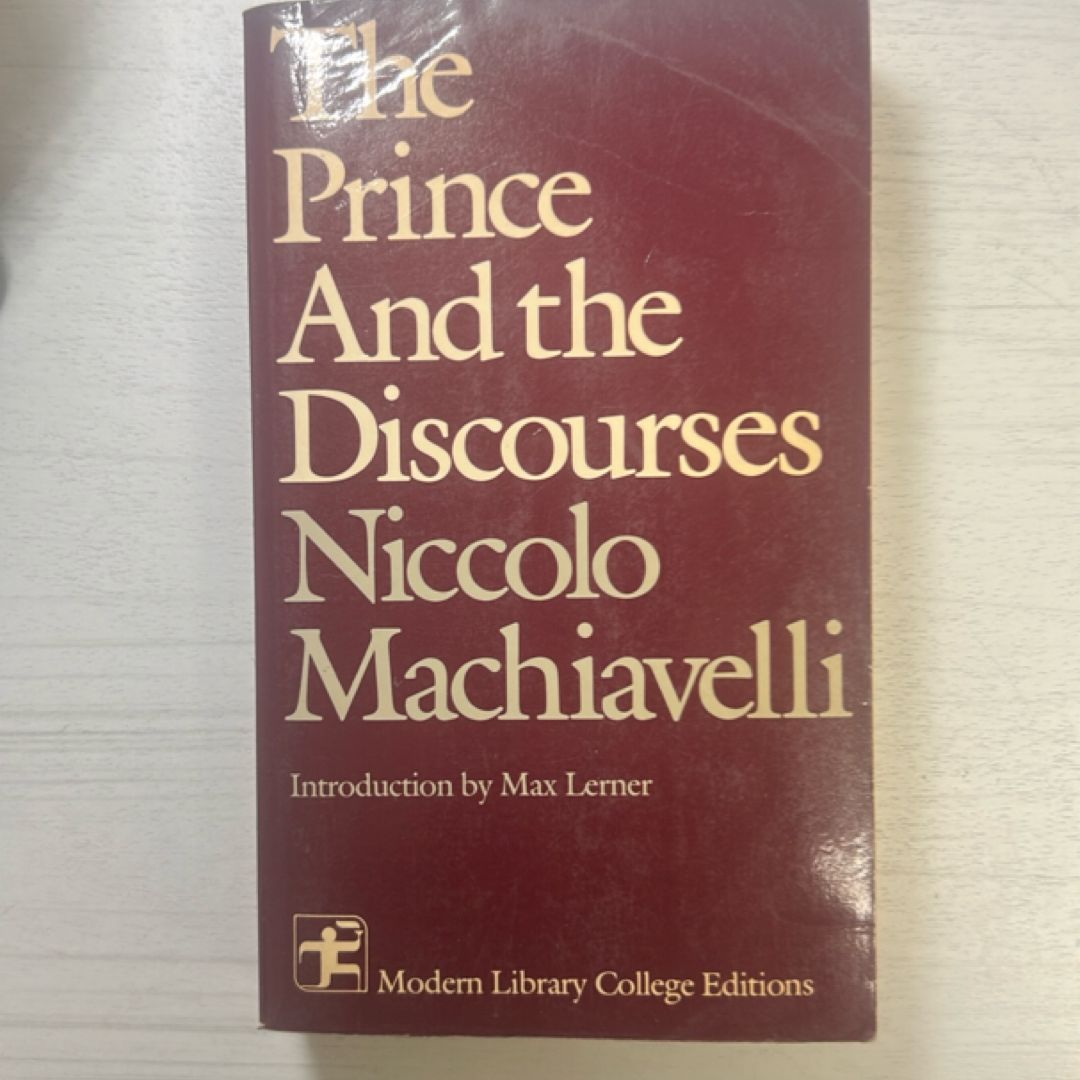 The
Prince
And the
Discourses
Niccolo
Machiavelli
Introduction by Max Lerner
Modern Library College Editions